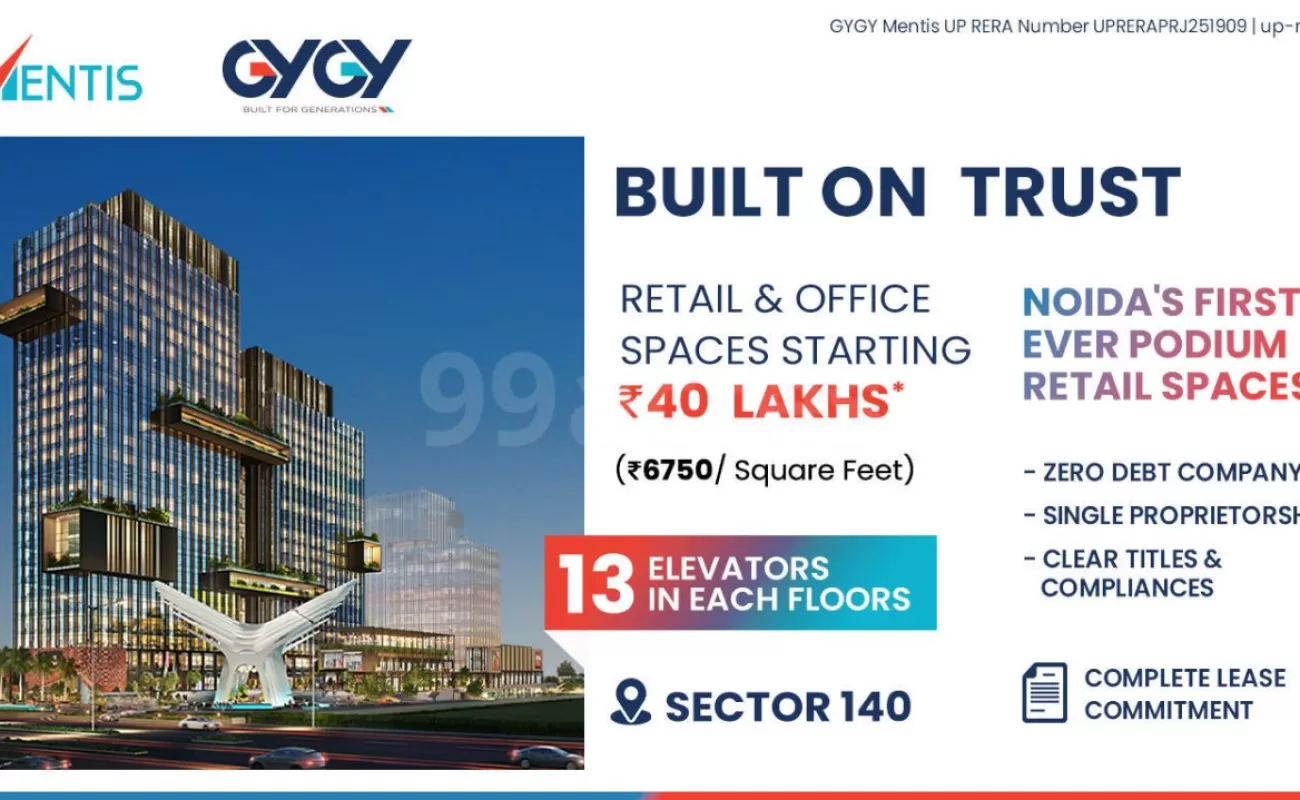 GYGY Mentis UP RERA Number UPRERAPRJ251909 | up-r
MENTIS
GYGY
BUILT FOR GENERATIONS
BUILT ON TRUST
RETAIL & OFFICE
SPACES STARTING
₹40 LAKHS*
(₹6750/ Square Feet)
NOIDA'S FIRST
EVER PODIUM
RETAIL SPACES
- ZERO DEBT COMPANY
- SINGLE PROPRIETORSH
- CLEAR TITLES &
COMPLIANCES
13 ELEVATORS
IN EACH FLOORS
SECTOR 140
COMPLETE LEASE
COMMITMENT
99a